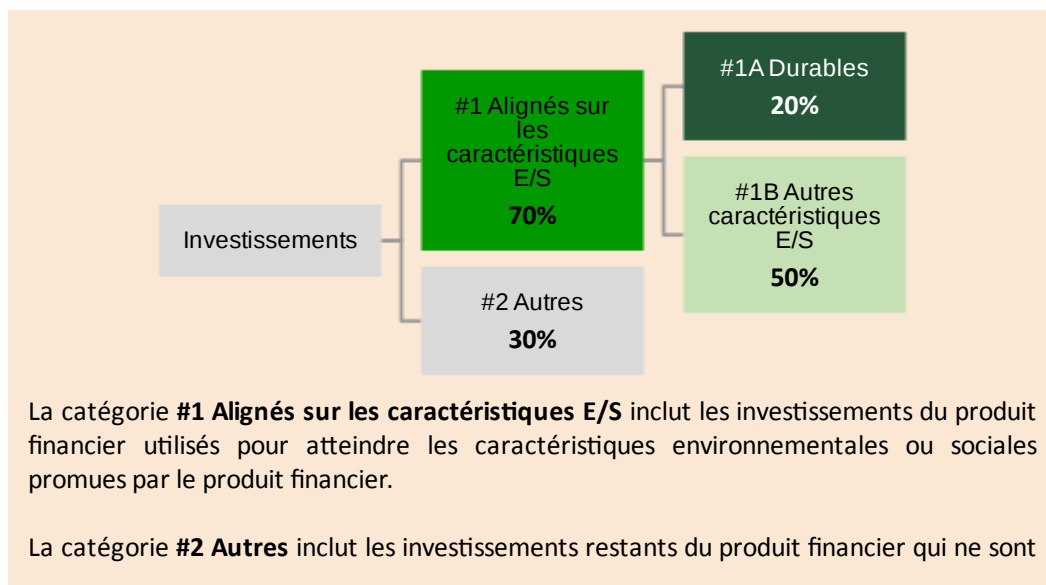 #1A Durables
20%
#1 Alignés sur
les
caractéristiques
E/S
70%
#1B Autres
caractéristiques
E/S
50%
Investissements
#2 Autres
30%
La catégorie #1 Alignés sur les caractéristiques E/S inclut les investissements du produit
financier utilisés pour atteindre les caractéristiques environnementales ou sociales
promues par le produit financier.
La catégorie #2 Autres inclut les investissements restants du produit financier qui ne sont